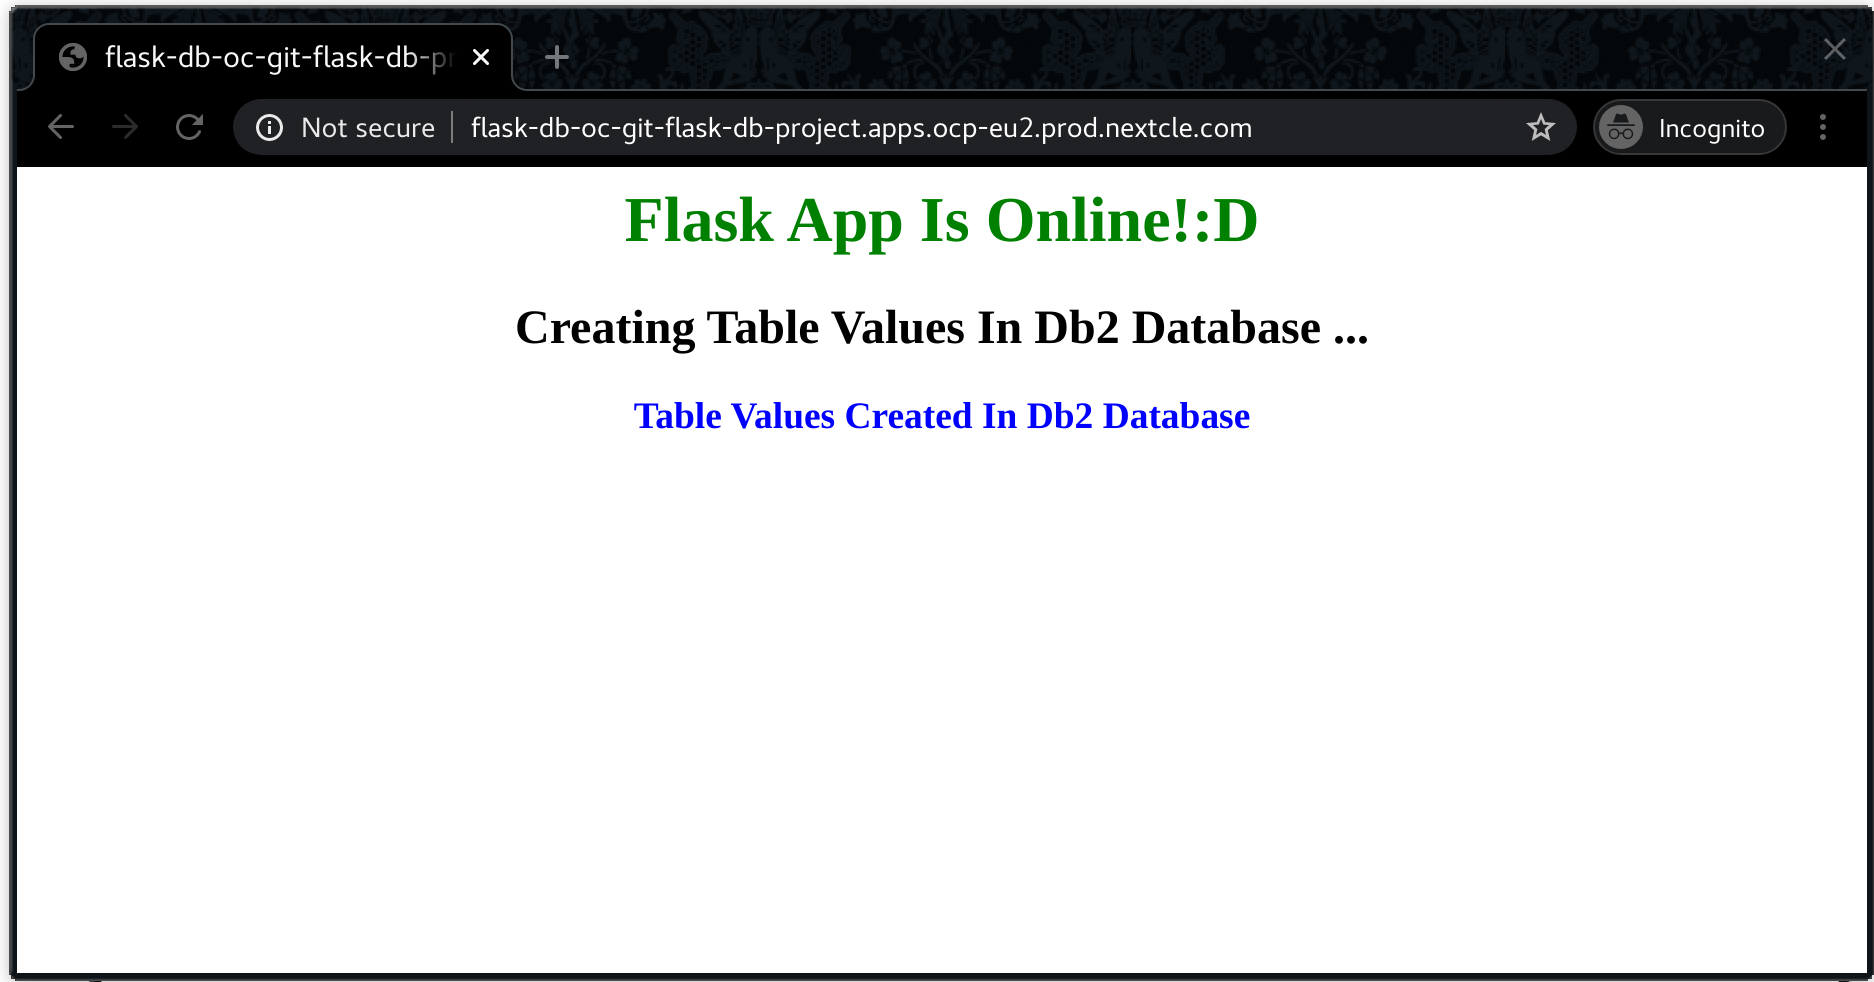 flask-db-oc-git-flask-db-pr
Not secure flask-db-oc-git-flask-db-project.apps.ocp-eu2.prod.nextcle.com Incognito
Flask App Is Online!:D
Creating Table Values In Db2 Database ...
Table Values Created In Db2 Database